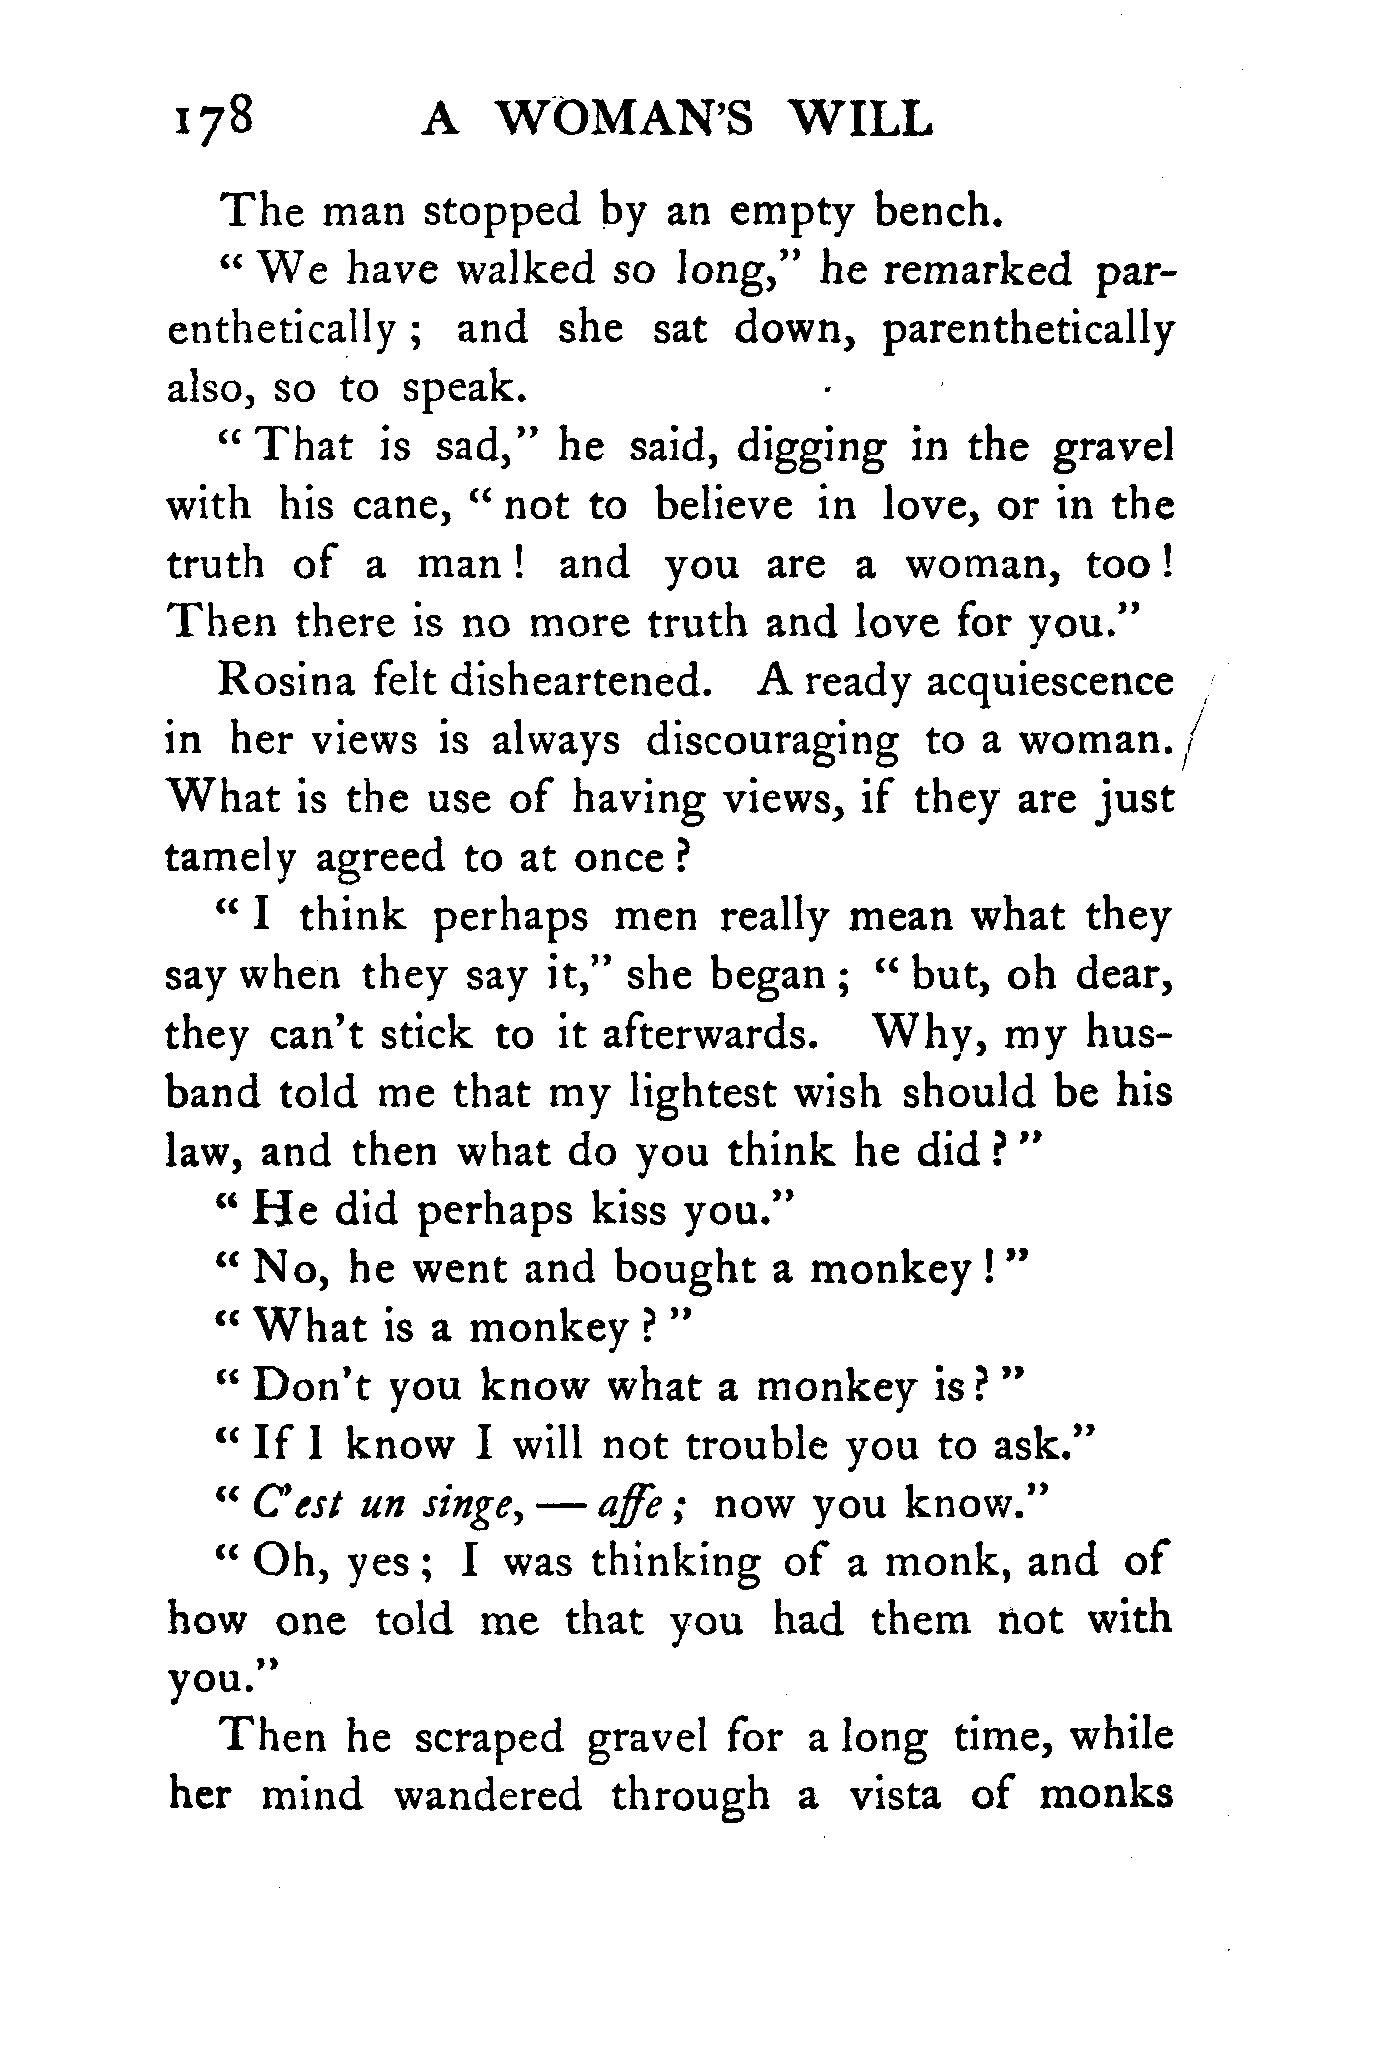 178 A WOMAN'S WILL
The man stopped by an empty bench.
“ We have walked so long,” he remarked par-
enthetically ; and she sat down, parenthetically
also, so to speak.
“ That is sad,” he said, digging in the gravel
with his cane, “ not to believe in love, or in the
truth of a man ! and you are a woman, too !
Then there is no more truth and love for you.”
Rosina felt disheartened. A ready acquiescence
in her views is always discouraging to a woman.
What is the use of having views, if they are just
tamely agreed to at once ?
“ I think perhaps men really mean what they
say when they say it,” she began ; “ but, oh dear,
they can't stick to it afterwards. Why, my hus-
band told me that my lightest wish should be his
law, and then what do you think he did ? ”
“ He did perhaps kiss you.”
“ No, he went and bought a monkey ! ”
“ What is a monkey ? ”
“ Don't you know what a monkey is ? ”
“ If I know I will not trouble you to ask.”
“ C'est un singe, — affe ; now you know.”
“ Oh, yes ; I was thinking of a monk, and of
how one told me that you had them not with
you.”
Then he scraped gravel for a long time, while
her mind wandered through a vista of monks